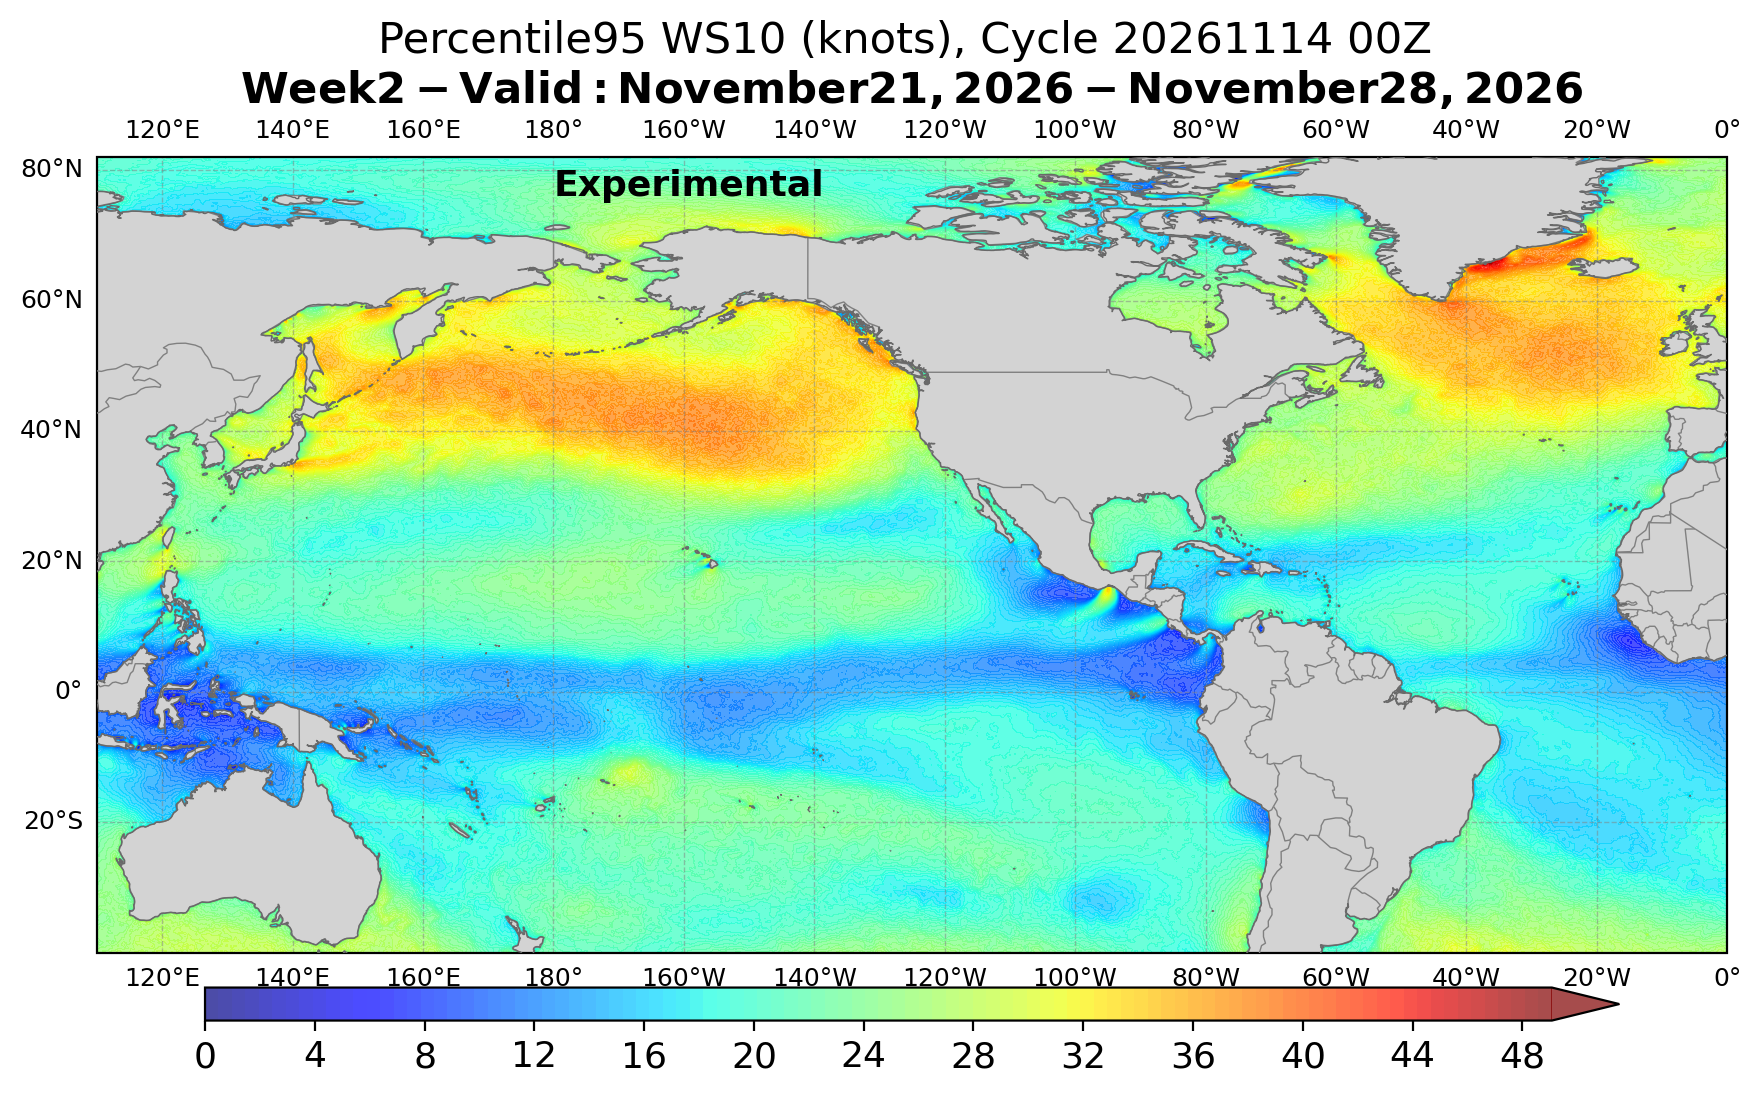 Percentile95 WS10 (knots), Cycle 20261114 00Z
Week2 – Valid : November21, 2026 – November28, 2026
120°E 140°E 160°E 180° 160°W 140°W 120°W 100°W 80°W 60°W 40°W 20°W 0°
80°N
Experimental
60°N
40°N
20°N
0°
20°S
120°E 140°E 160°E 180° 160°W 140°W 120°W 100°W 80°W 60°W 40°W 20°W 0°
0 4 8 12 16 20 24 28 32 36 40 44 48